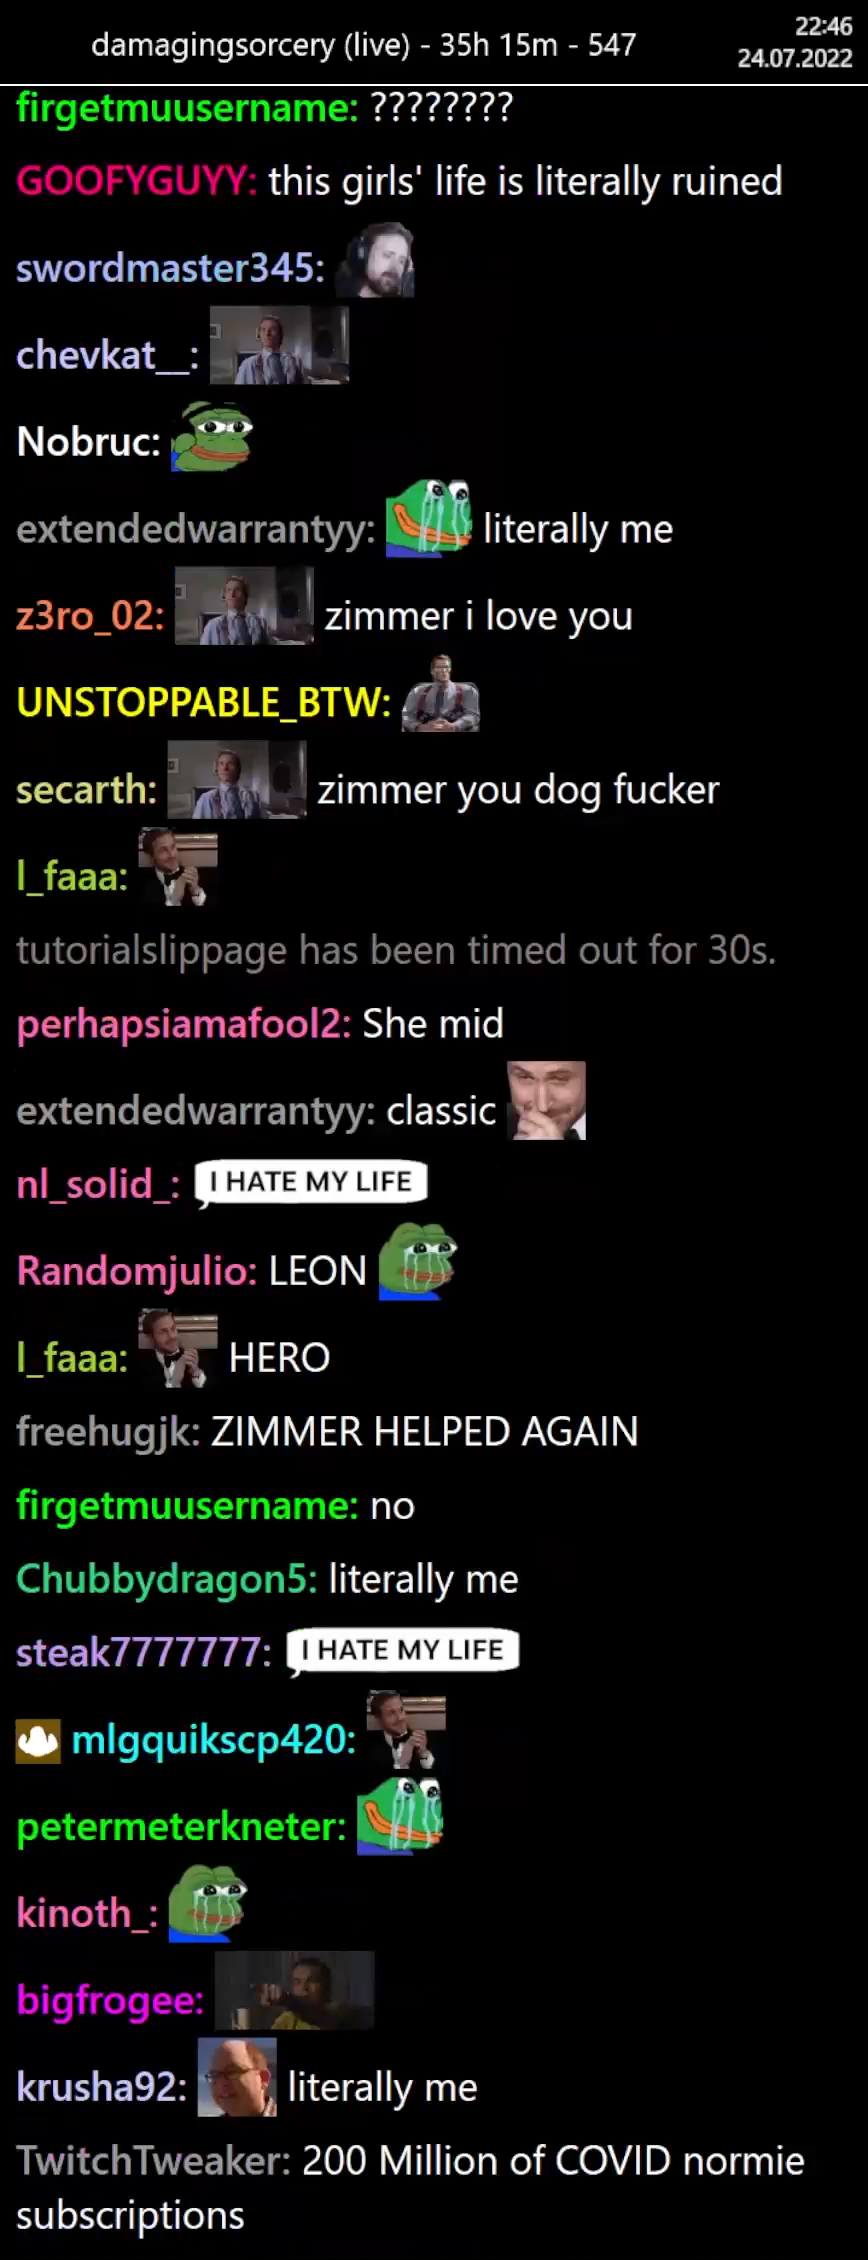 damagingsorcery (live) - 35h 15m - 547
22:46
24.07.2022
firgetmuusername: ????????
GOOFYGUYY: this girls' life is literally ruined
swordmaster345:
chevkat__:
Nobruc:
extendedwarrantyy: literally me
z3ro_02: zimmer i love you
UNSTOPPABLE_BTW:
secarth: zimmer you dog fucker
l_faaa:
tutorialslippage has been timed out for 30s.
perhapsiamafool2: She mid
extendedwarrantyy: classic
nl_solid_: I HATE MY LIFE
Randomjulio: LEON
l_faaa: HERO
freehugjk: ZIMMER HELPED AGAIN
firgetmuusername: no
Chubbydragon5: literally me
steak7777777: I HATE MY LIFE
mlgquikscp420:
petermeterkneter:
kinoth_:
bigfrogee:
krusha92: literally me
TwitchTweaker: 200 Million of COVID normie
subscriptions